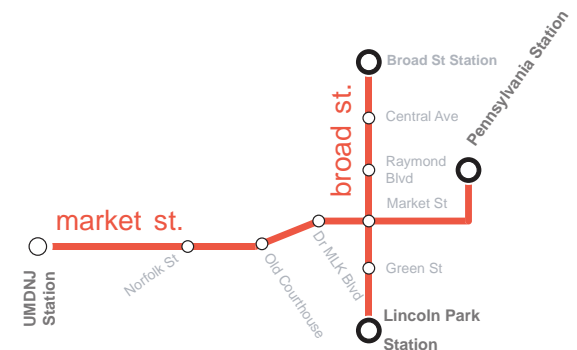 Broad St Station
Pennsylvania Station
broad st.
Central Ave
Raymond
Blvd
Market St
market st.
Norfolk St
Old Courthouse
Dr MLK Blvd
Green St
UMDNJ
Station
Lincoln Park
Station